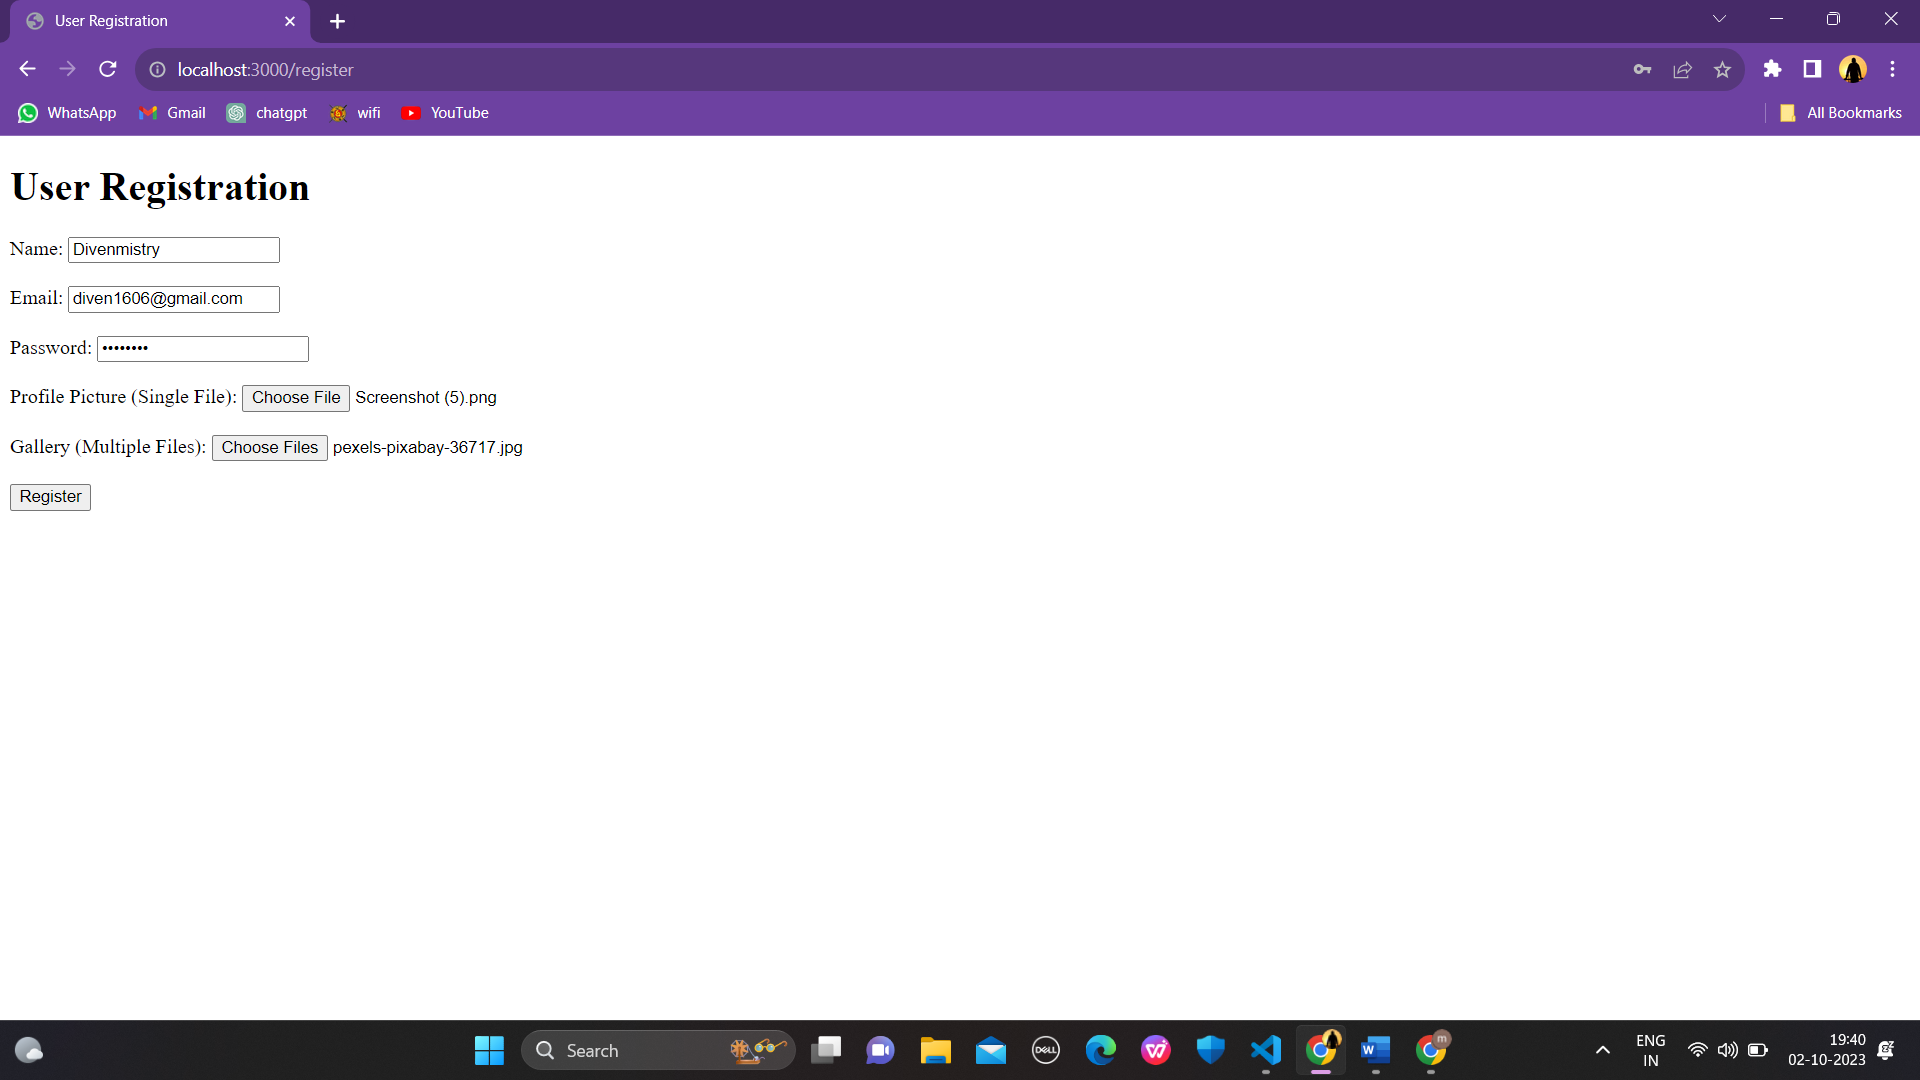 User Registration
localhost:3000/register
WhatsApp Gmail chatgpt wifi YouTube All Bookmarks
User Registration
Name: Divenmistry
Email: diven1606@gmail.com
Password: ••••••••
Profile Picture (Single File): Choose File Screenshot (5).png
Gallery (Multiple Files): Choose Files pexels-pixabay-36717.jpg
Register
Search DELL W m ENG 19:40
IN 02-10-2023